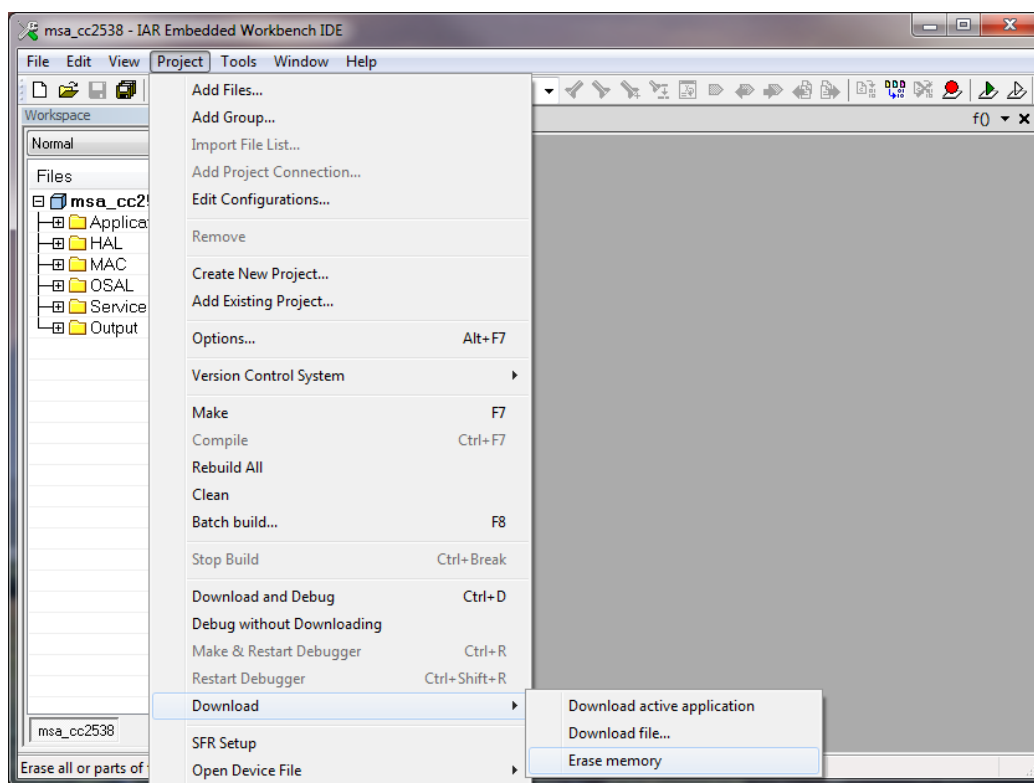 msa_cc2538 - IAR Embedded Workbench IDE
File Edit View Project Tools Window Help
Workspace
f()
Normal
Files
msa_cc2
Applica
HAL
MAC
OSAL
Service
Output
msa_cc2538
Erase all or parts of
Add Files...
Add Group...
Import File List...
Add Project Connection...
Edit Configurations...
Remove
Create New Project...
Add Existing Project...
Options... Alt+F7
Version Control System
Make F7
Compile Ctrl+F7
Rebuild All
Clean
Batch build... F8
Stop Build Ctrl+Break
Download and Debug Ctrl+D
Debug without Downloading
Make & Restart Debugger Ctrl+R
Restart Debugger Ctrl+Shift+R
Download
SFR Setup
Open Device File
Download active application
Download file...
Erase memory